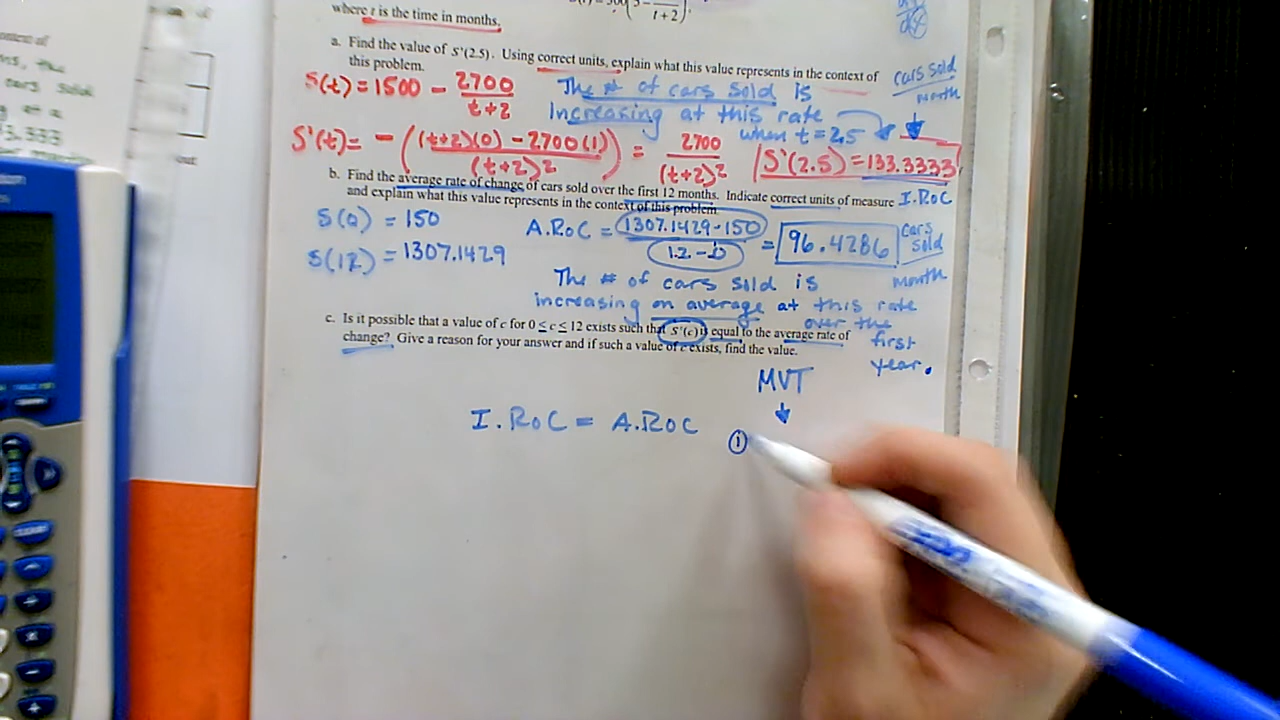 where t is the time in months.
a. Find the value of S'(2.5). Using correct units, explain what this value represents in the context of
this problem.
S(t) = 1500 - 2700/(t+2)
The # of cars sold is
increasing at this rate
when t = 2.5
cars sold
month
S'(t) = -(((t+2)(0) - 2700(1))/(t+2)²) = 2700/(t+2)²
S'(2.5) = 133.3333
I.RoC
b. Find the average rate of change of cars sold over the first 12 months. Indicate correct units of measure
and explain what this value represents in the context of this problem.
S(0) = 150
S(12) = 1307.1429
A.RoC = (1307.1429 - 150)/(12 - 0) = 96.4286
cars sold
month
The # of cars sold is
increasing on average at this rate
over the
first
year.
c. Is it possible that a value of c for 0 ≤ c ≤ 12 exists such that S'(c) is equal to the average rate of
change? Give a reason for your answer and if such a value of c exists, find the value.
MVT
I.RoC = A.RoC
①